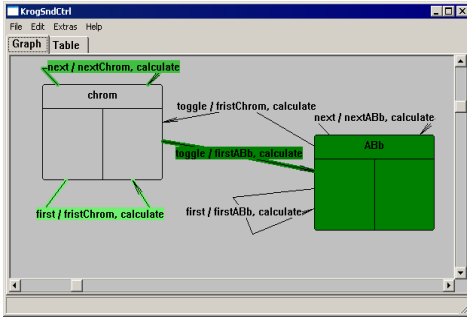 KrogSndCtrl
File Edit Extras Help
Graph Table
next / nextChrom, calculate
chrom
toggle / fristChrom, calculate
next / nextABb, calculate
ABb
toggle / firstABb, calculate
first / fristChrom, calculate
first / firstABb, calculate